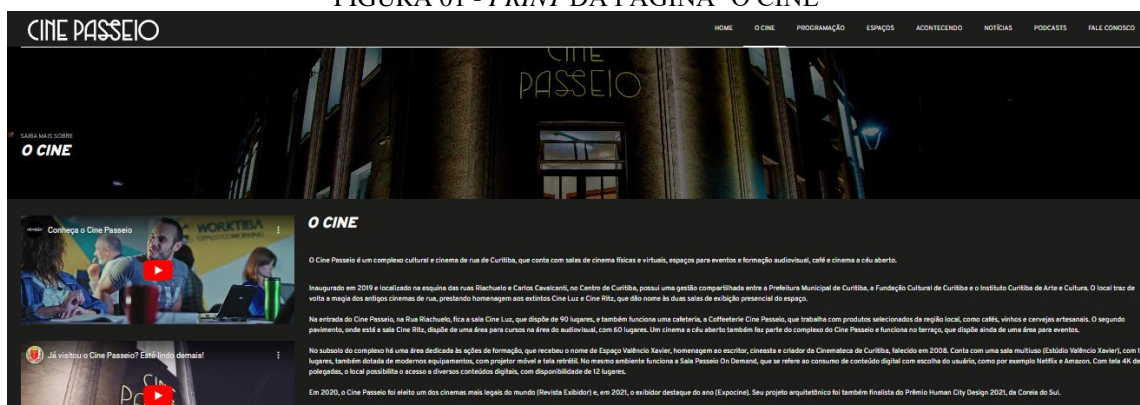 FIGURA 01 - PRINT DA PÁGINA "O CINE"
CINE PASSEIO
HOME O CINE PROGRAMAÇÃO ESPAÇOS ACONTECENDO NOTÍCIAS PODCASTS FALE CONOSCO
CINE
PASSEIO
SAIBA MAIS SOBRE
O CINE
Conheça o Cine Passeio
WORKTIBA
ESPAÇO COWORKING
Já visitou o Cine Passeio? Está lindo demais!
O CINE
O Cine Passeio é um complexo cultural e cinema de rua de Curitiba, que conta com salas de cinema físicas e virtuais, espaços para eventos e formação audiovisual, café e cinema a céu aberto.
Inaugurado em 2019 e localizado na esquina das ruas Riachuelo e Carlos Cavalcanti, no Centro de Curitiba, possui uma gestão compartilhada entre a Prefeitura Municipal de Curitiba, a Fundação Cultural de Curitiba e o Instituto Curitiba de Arte e Cultura. O local traz de
volta a magia dos antigos cinemas de rua, prestando homenagem aos extintos Cine Luz e Cine Ritz, que dão nome às duas salas de exibição presencial do espaço.
Na entrada do Cine Passeio, na Rua Riachuelo, fica a sala Cine Luz, que dispõe de 90 lugares, e também funciona uma cafeteria, a Coffeeterie Cine Passeio, que trabalha com produtos selecionados da região local, como cafés, vinhos e cervejas artesanais. O segundo
pavimento, onde está a sala Cine Ritz, dispõe de uma área para cursos na área do audiovisual, com 60 lugares. Um cinema a céu aberto também faz parte do complexo do Cine Passeio e funciona no terraço, que dispõe ainda de uma área para eventos.
No subsolo do complexo há uma área dedicada às ações de formação, que recebeu o nome de Espaço Valêncio Xavier, homenagem ao escritor, cineasta e criador da Cinemateca de Curitiba, falecido em 2008. Conta com uma sala multiuso (Estúdio Valêncio Xavier), com
lugares, também dotada de modernos equipamentos, com projetor móvel e tela retrátil. No mesmo ambiente funciona a Sala Passeio On Demand, que se refere ao consumo de conteúdo digital com escolha do usuário, como por exemplo Netflix e Amazon. Com tela 4K de
polegadas, o local possibilita o acesso a diversos conteúdos digitais, com disponibilidade de 12 lugares.
Em 2020, o Cine Passeio foi eleito um dos cinemas mais legais do mundo (Revista Exibidor) e, em 2021, o exibidor destaque do ano (Expocine). Seu projeto arquitetônico foi também finalista do Prêmio Human City Design 2021, da Coreia do Sul.